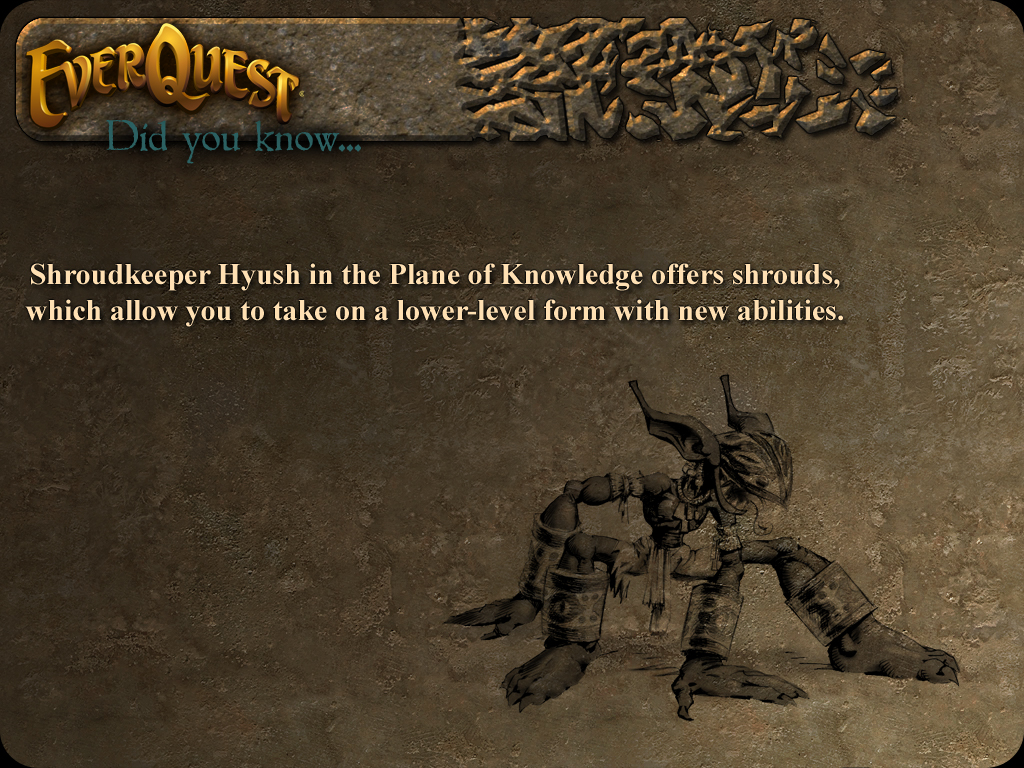 EverQuest
Did you know...
Shroudkeeper Hyush in the Plane of Knowledge offers shrouds,
which allow you to take on a lower-level form with new abilities.